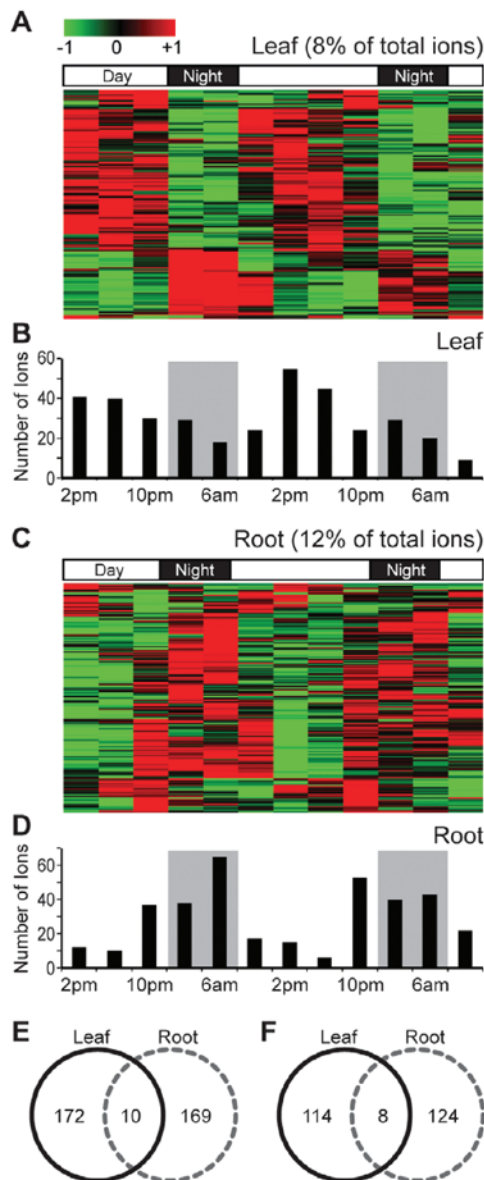 A
-1 0 +1
Leaf (8% of total ions)
Day Night Night
B
Leaf
Number of Ions
60
40
20
0
2pm 10pm 6am 2pm 10pm 6am
C
Root (12% of total ions)
Day Night Night
D
Root
Number of Ions
60
40
20
0
2pm 10pm 6am 2pm 10pm 6am
E
Leaf Root
172 10 169
F
Leaf Root
114 8 124